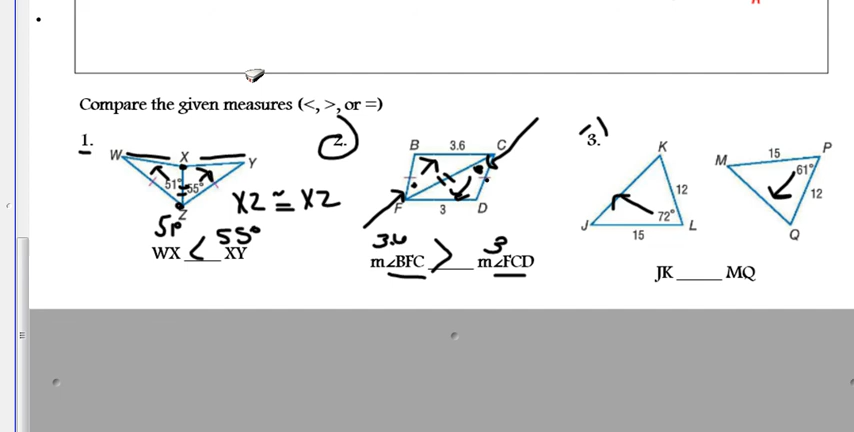 Compare the given measures (<, >, or =)
1.
W X Y
51° 55°
Z
XZ ≅ XZ
51° 55°
WX < XY
2.
B 3.6 C
F 3 D
3.6 3
m∠BFC > m∠FCD
3.
K
12
72°
J L
15
M 15 P
61°
12
Q
JK _____ MQ